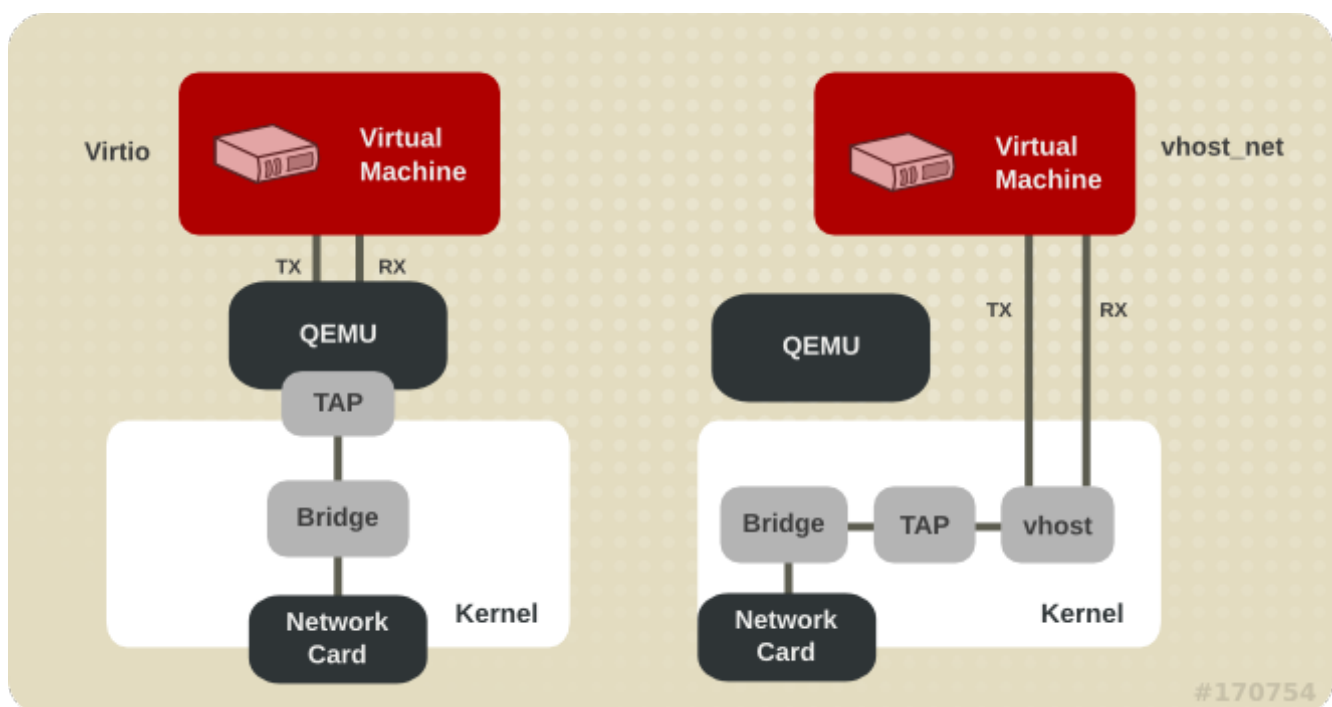 Virtio
Virtual
Machine
TX
RX
QEMU
TAP
Bridge
Network
Card
Kernel
Virtual
Machine
vhost_net
TX
RX
QEMU
Bridge
TAP
vhost
Network
Card
Kernel
#170754